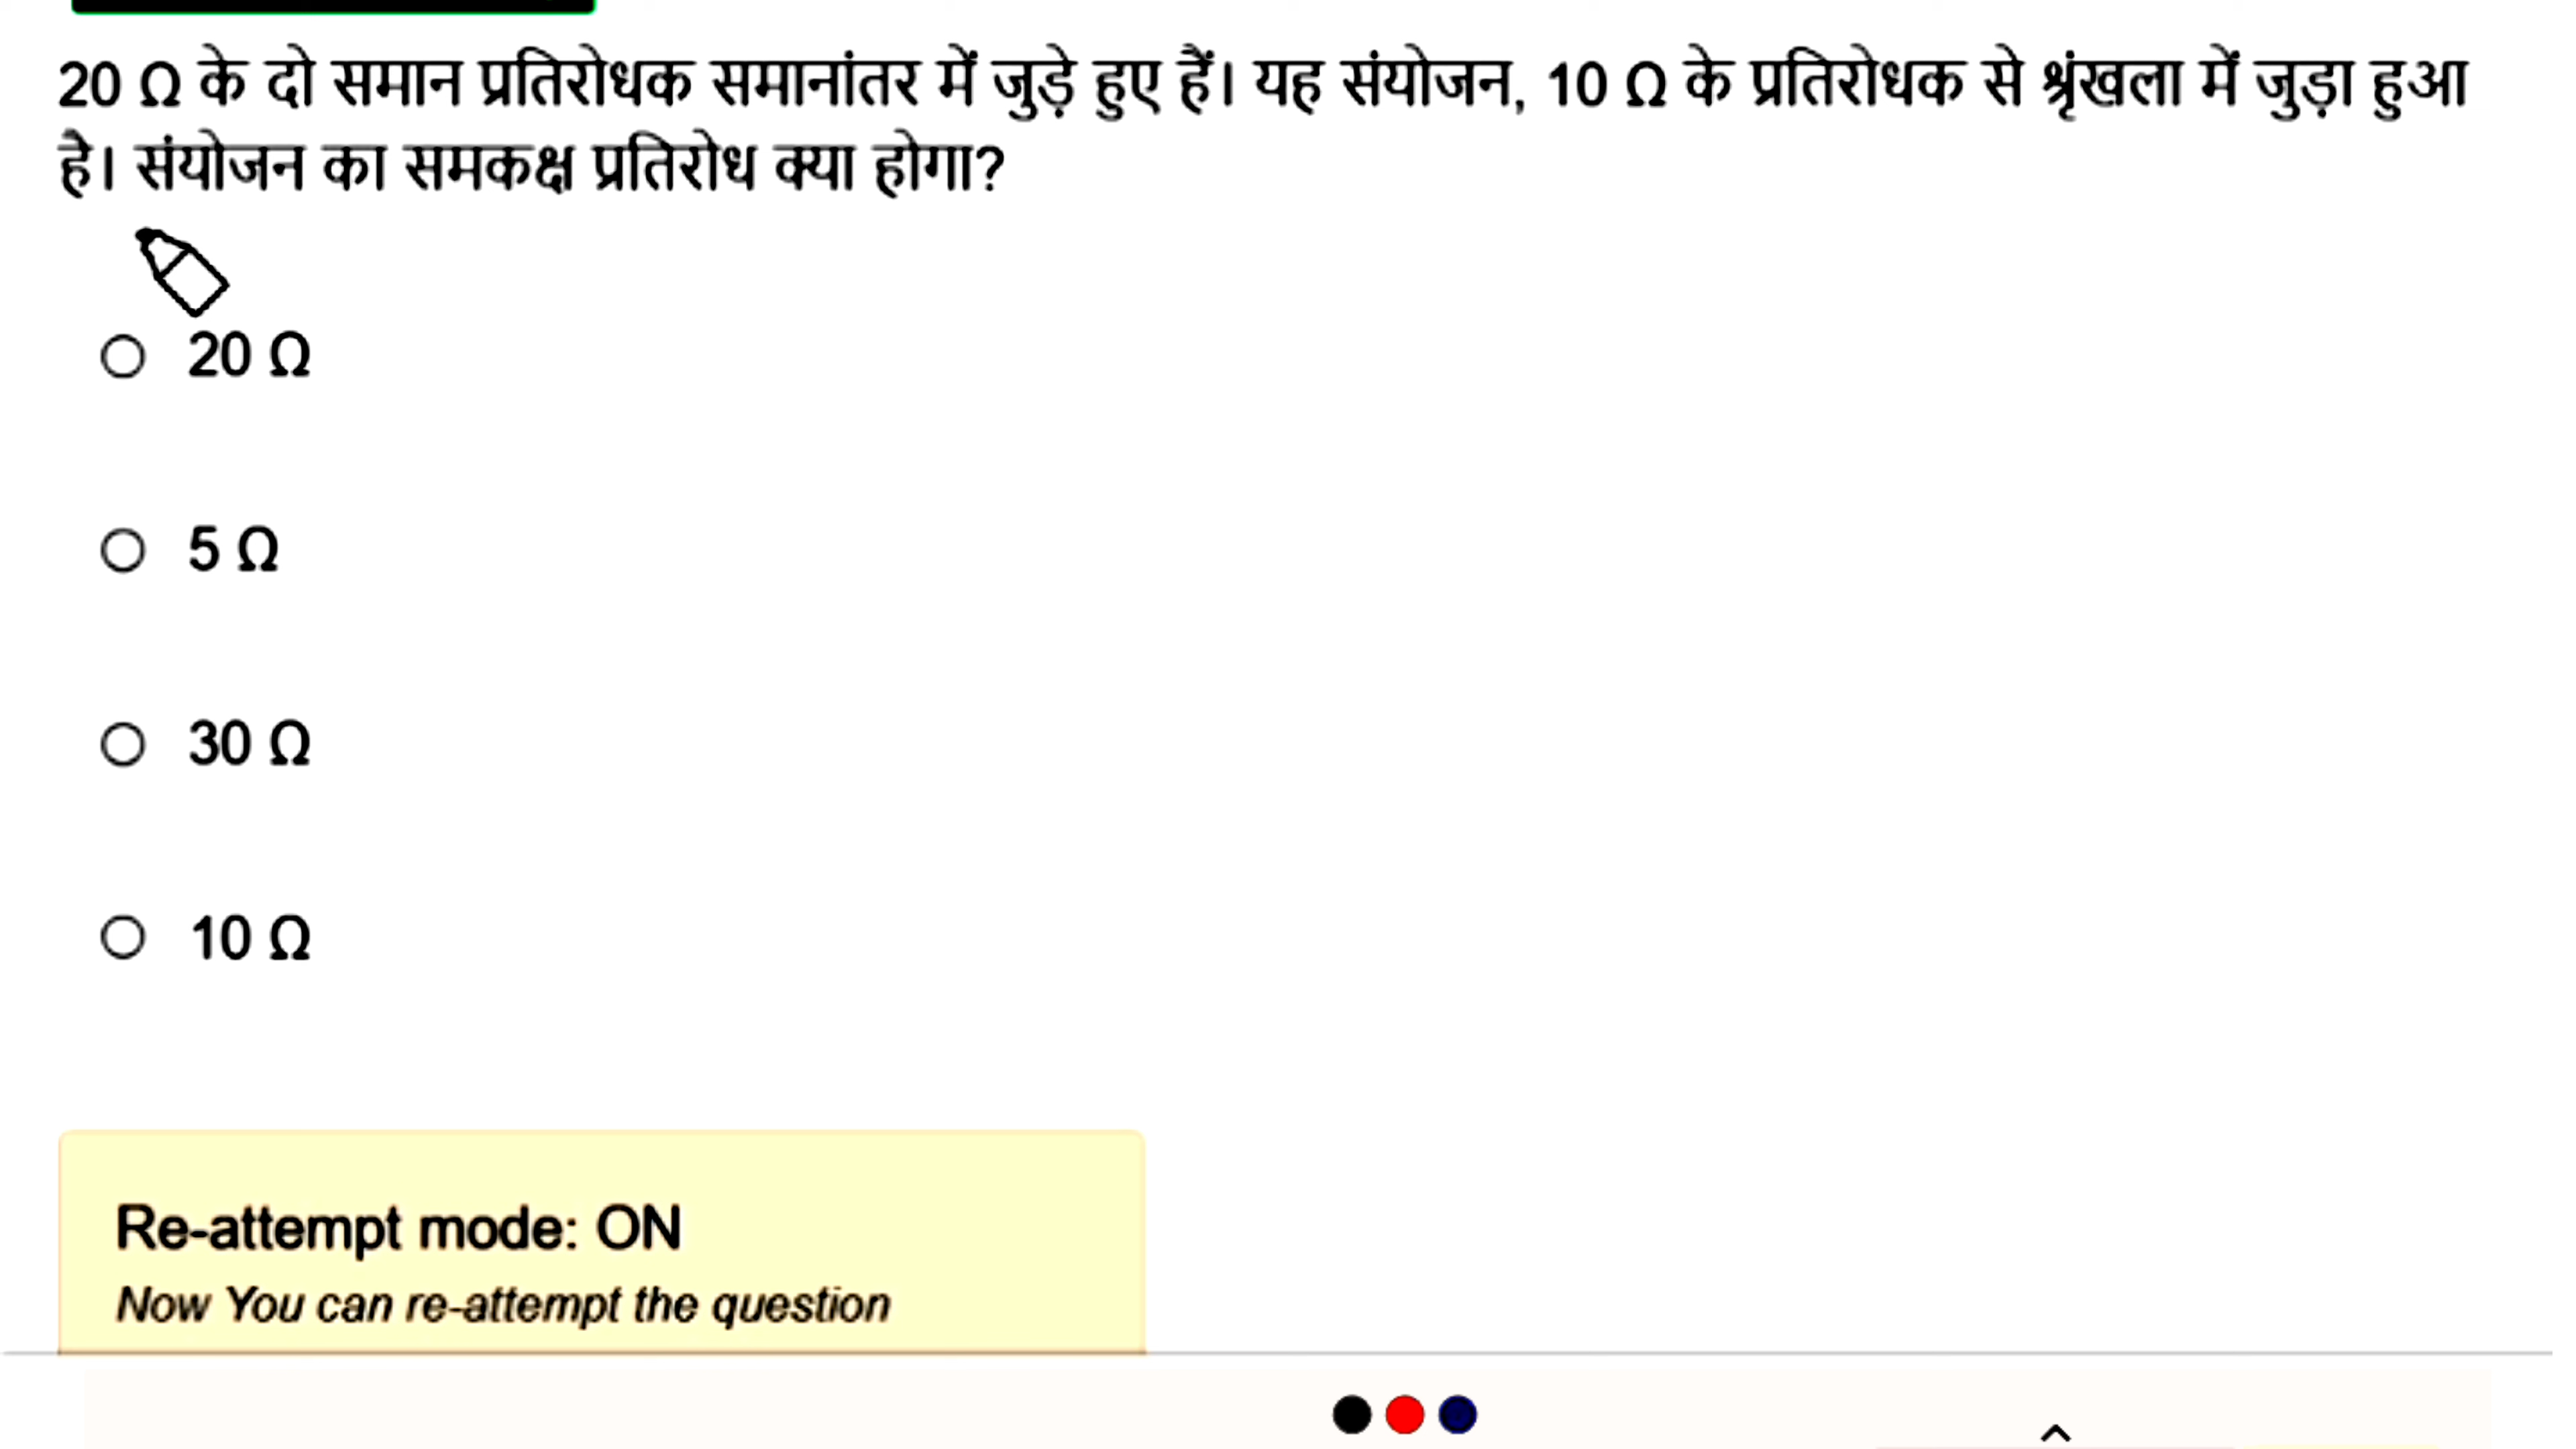 20 Ω के दो समान प्रतिरोधक समानांतर में जुड़े हुए हैं। यह संयोजन, 10 Ω के प्रतिरोधक से श्रृंखला में जुड़ा हुआ
है। संयोजन का समकक्ष प्रतिरोध क्या होगा?
20 Ω
5 Ω
30 Ω
10 Ω
Re-attempt mode: ON
Now You can re-attempt the question